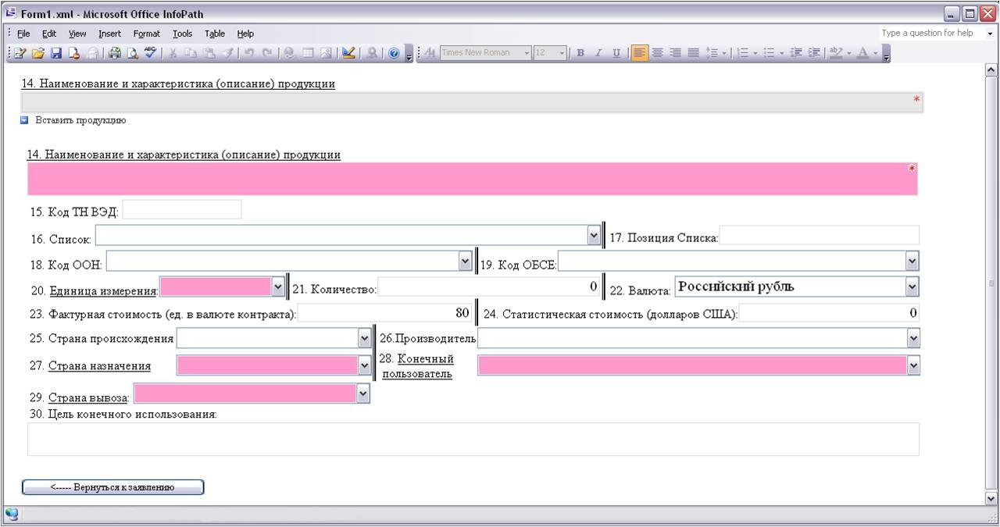 Form1.xml - Microsoft Office InfoPath
File Edit View Insert Format Tools Table Help
Type a question for help
Times New Roman 12 B I U
14. Наименование и характеристика (описание) продукции
*
Вставить продукцию
14. Наименование и характеристика (описание) продукции
*
15. Код ТН ВЭД:
16. Список: 17. Позиция Списка:
18. Код ООН: 19. Код ОБСЕ:
20. Единица измерения: 21. Количество: 0 22. Валюта: Российский рубль
23. Фактурная стоимость (ед. в валюте контракта): 80 24. Статистическая стоимость (долларов США): 0
25. Страна происхождения 26.Производитель
27. Страна назначения 28. Конечный
пользователь
29. Страна вывоза:
30. Цель конечного использования:
<----- Вернуться к заявлению